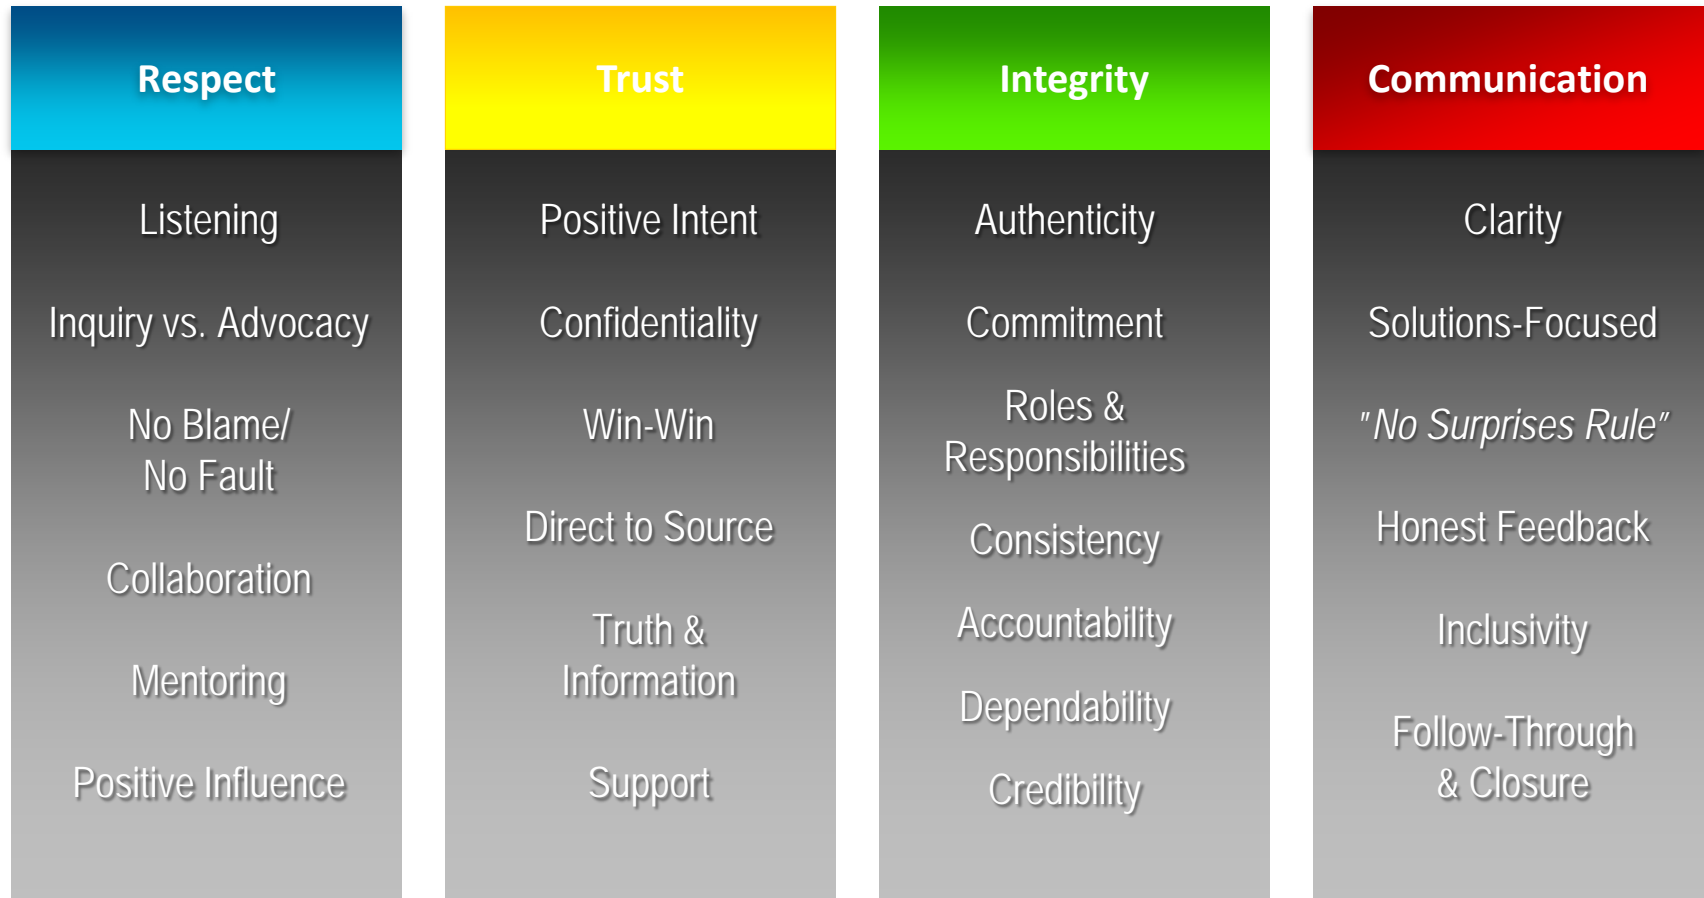 Respect
Listening
Inquiry vs. Advocacy
No Blame/
No Fault
Collaboration
Mentoring
Positive Influence
Trust
Positive Intent
Confidentiality
Win-Win
Direct to Source
Truth &
Information
Support
Integrity
Authenticity
Commitment
Roles &
Responsibilities
Consistency
Accountability
Dependability
Credibility
Communication
Clarity
Solutions-Focused
"No Surprises Rule"
Honest Feedback
Inclusivity
Follow-Through
& Closure